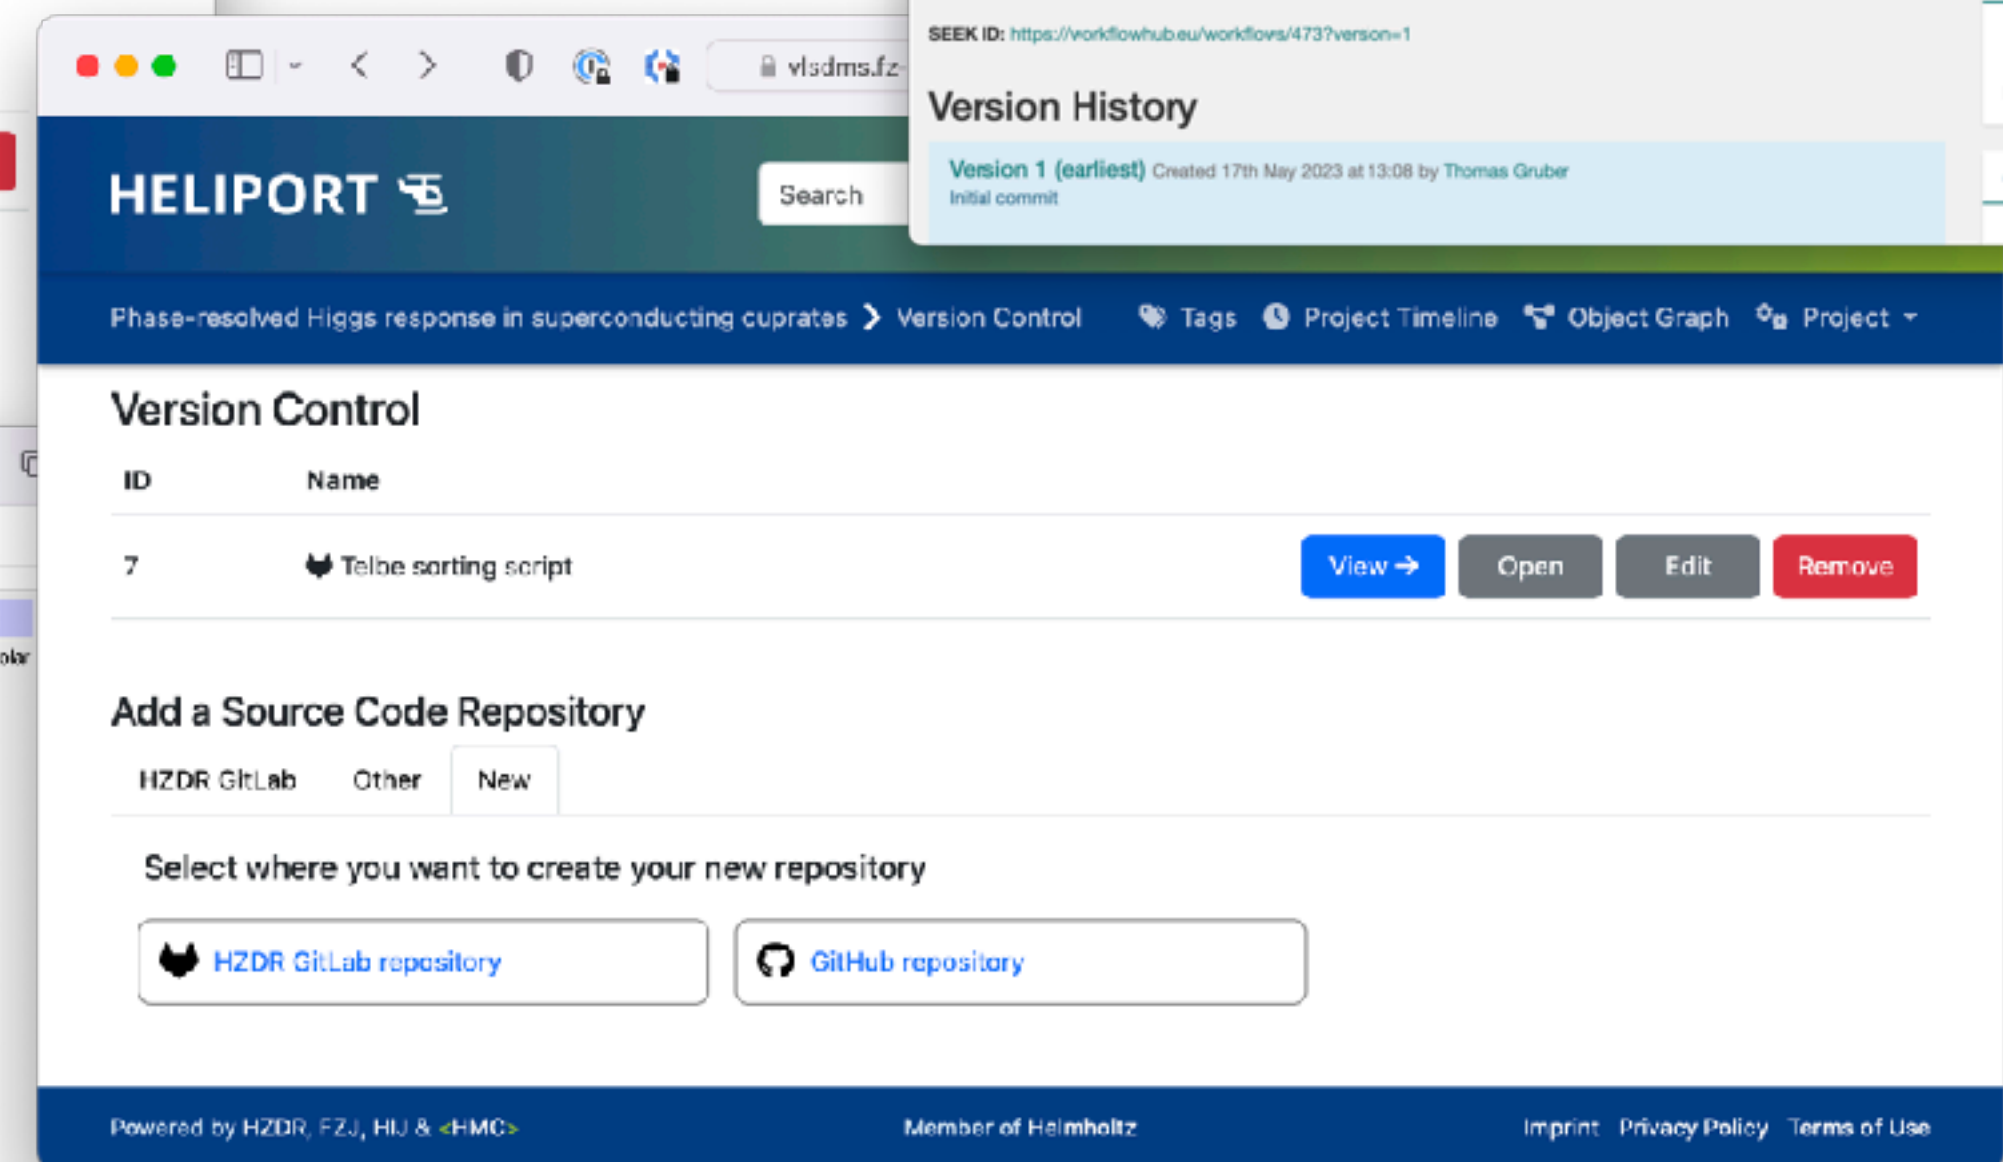 SEEK ID: https://workflowhub.eu/workflows/473?verson=1
Version History
Version 1 (earliest) Created 17th May 2023 at 13:08 by Thomas Gruber
Initial commit
vlsdms.fz-
HELIPORT
Search
Phase-resolved Higgs response in superconducting cuprates Version Control Tags Project Timeline Object Graph Project
Version Control
ID Name
7 Telbe sorting script View → Open Edit Remove
olar
Add a Source Code Repository
HZDR GitLab Other New
Select where you want to create your new repository
HZDR GitLab repository GitHub repository
Powered by HZDR, FZJ, HIJ & <HMC> Member of Helmholtz Imprint Privacy Policy Terms of Use